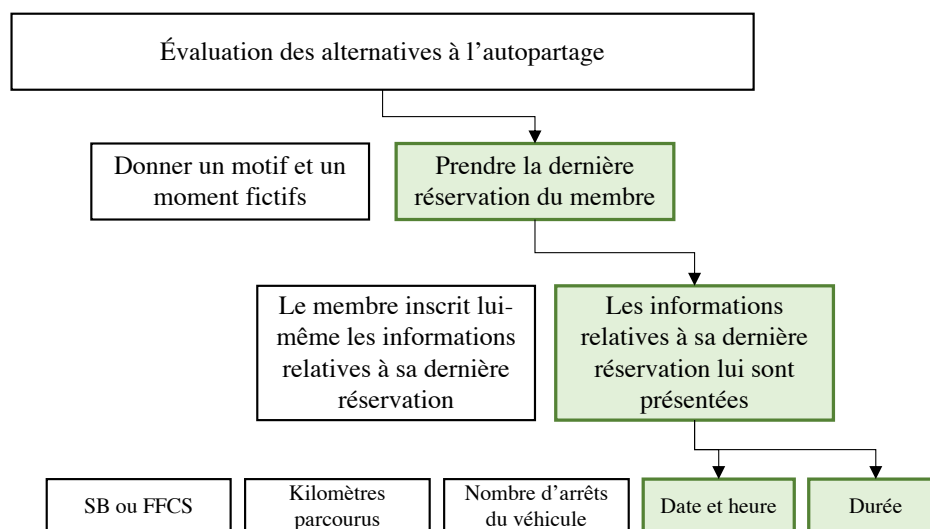 Évaluation des alternatives à l’autopartage
Donner un motif et un
moment fictifs
Prendre la dernière
réservation du membre
Le membre inscrit lui-
même les informations
relatives à sa dernière
réservation
Les informations
relatives à sa dernière
réservation lui sont
présentées
SB ou FFCS
Kilomètres
parcourus
Nombre d’arrêts
du véhicule
Date et heure
Durée